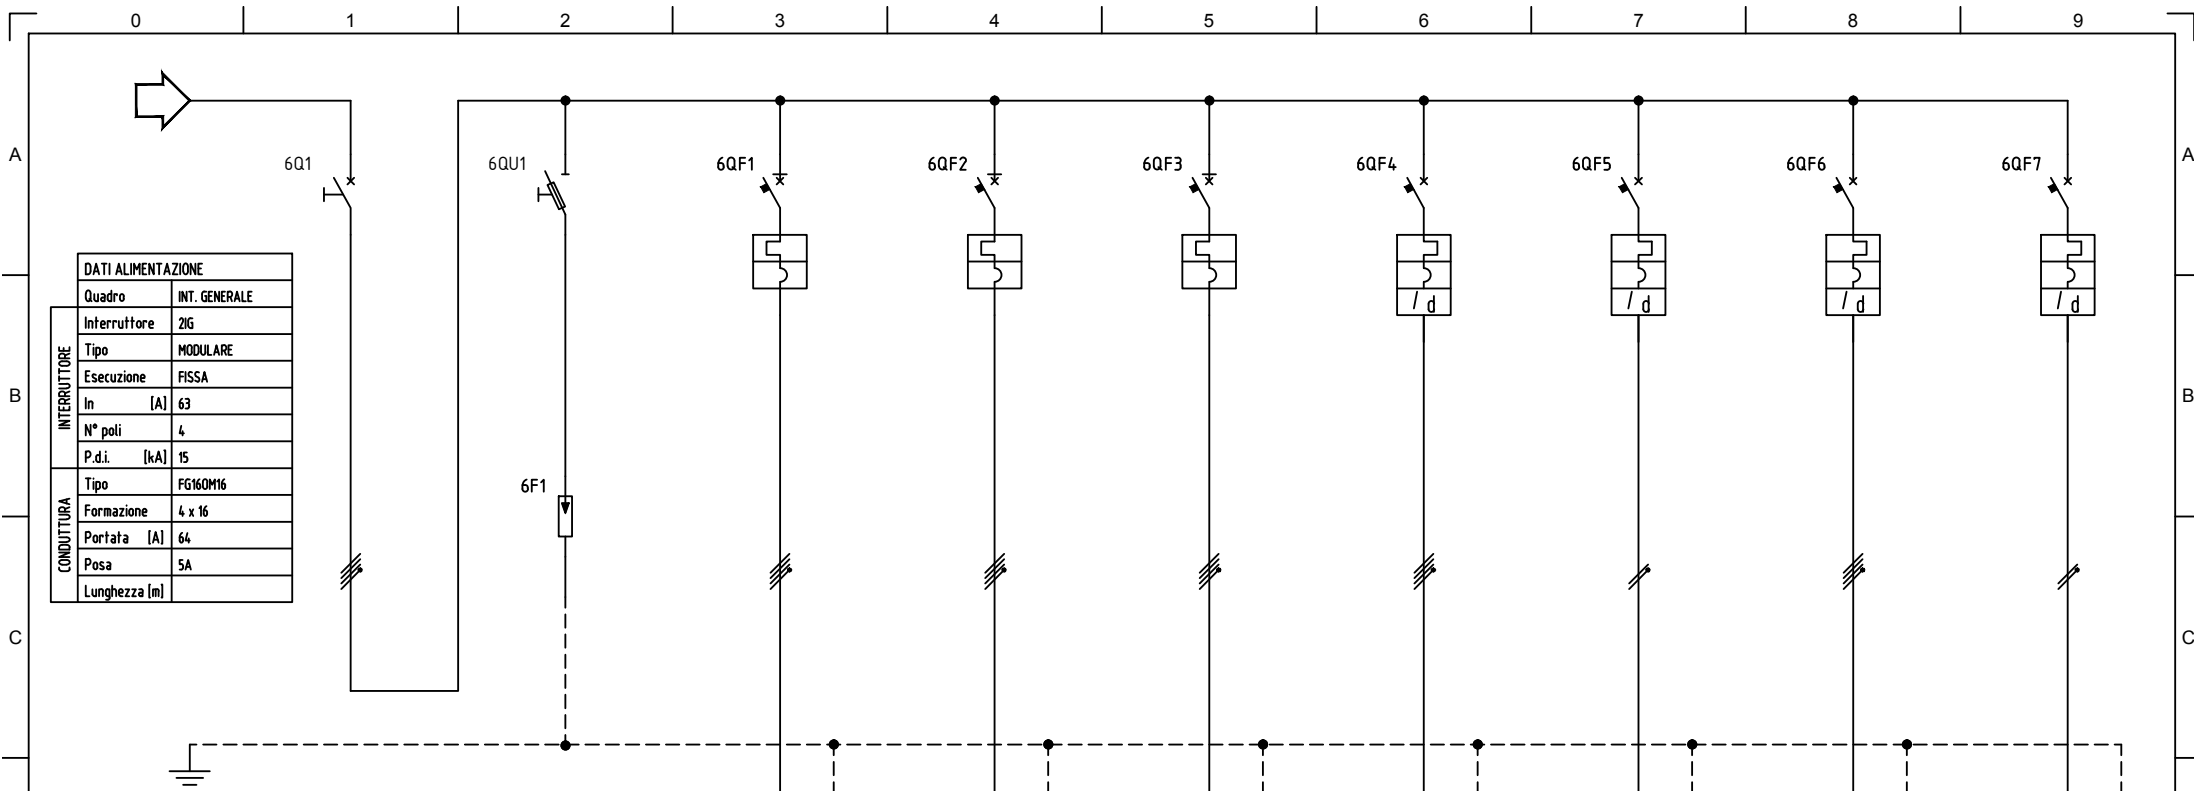 0 1 2 3 4 5 6 7 8 9
A A
6Q1 6QU1 6QF1 6QF2 6QF3 6QF4 6QF5 6QF6 6QF7
DATI ALIMENTAZIONE
Quadro INT. GENERALE
/ d / d / d / d
INTERRUTTORE
Interruttore 2IG
Tipo MODULARE
Esecuzione FISSA
B B
In [A] 63
N° poli 4
P.d.i. [kA] 15
CONDUTTURA
Tipo FG16OM16
6F1
Formazione 4 x 16
Portata [A] 64
Posa 5A
Lunghezza [m]
C C